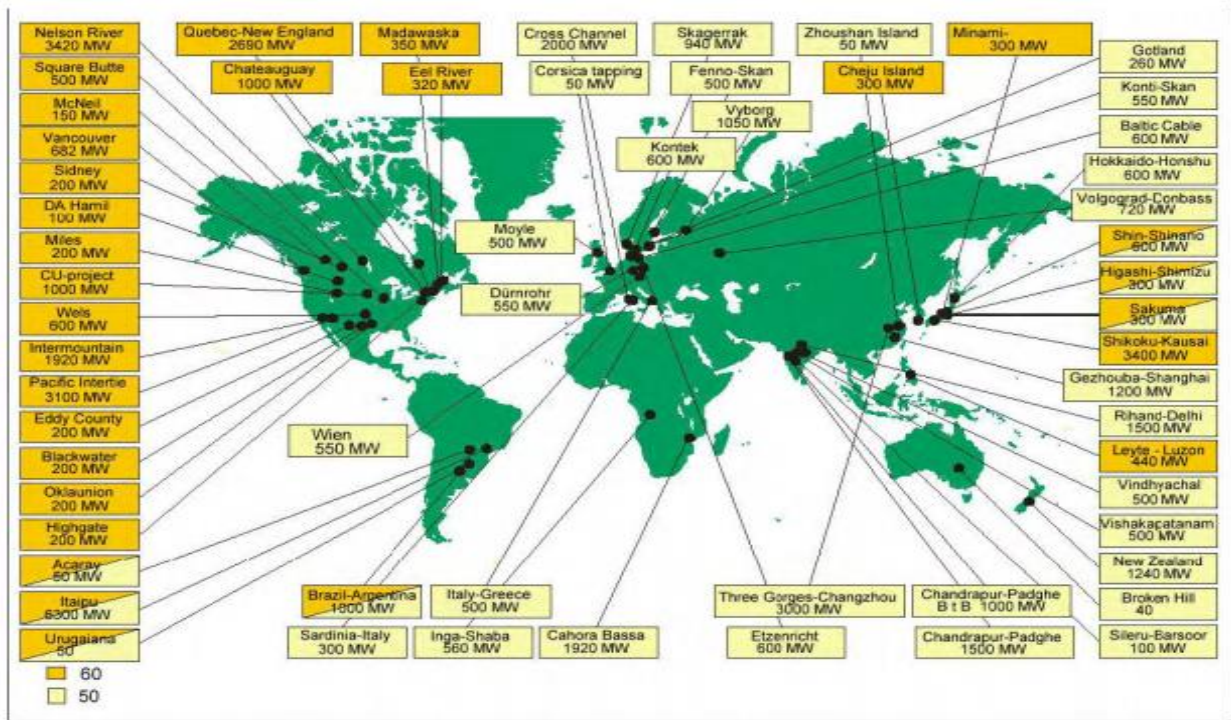 Nelson River
3420 MW
Square Butte
500 MW
McNeil
150 MW
Vancouver
682 MW
Sidney
200 MW
DA Hamil
100 MW
Miles
200 MW
CU-project
1000 MW
Wels
600 MW
Intermountain
1920 MW
Pacific Intertie
3100 MW
Eddy County
200 MW
Blackwater
200 MW
Oklaunion
200 MW
Highgate
200 MW
Acaray
50 MW
Itaipu
6300 MW
Urugaiana
50
60
50
Quebec-New England
2690 MW
Chateauguay
1000 MW
Madawaska
350 MW
Eel River
320 MW
Cross Channel
2000 MW
Corsica tapping
50 MW
Skagerrak
940 MW
Fenno-Skan
500 MW
Vyborg
1050 MW
Kontek
600 MW
Zhoushan Island
50 MW
Cheju Island
300 MW
Minami-
300 MW
Moyle
500 MW
Dürnrohr
550 MW
Wien
550 MW
Gotland
260 MW
Konti-Skan
550 MW
Baltic Cable
600 MW
Hokkaido-Honshu
600 MW
Volgograd-Conbass
720 MW
Shin-Shinano
600 MW
Higashi-Shimizu
300 MW
Sakuma
300 MW
Shikoku-Kausai
3400 MW
Gezhouba-Shanghai
1200 MW
Rihand-Delhi
1500 MW
Leyte - Luzon
440 MW
Vindhyachal
500 MW
Vishakapatanam
500 MW
New Zealand
1240 MW
Broken Hill
40
Sileru-Barsoor
100 MW
Brazil-Argentina
1000 MW
Sardinia-Italy
300 MW
Italy-Greece
500 MW
Inga-Shaba
560 MW
Cahora Bassa
1920 MW
Three Gorges-Changzhou
3000 MW
Etzenricht
600 MW
Chandrapur-Padghe
B t B 1000 MW
Chandrapur-Padghe
1500 MW